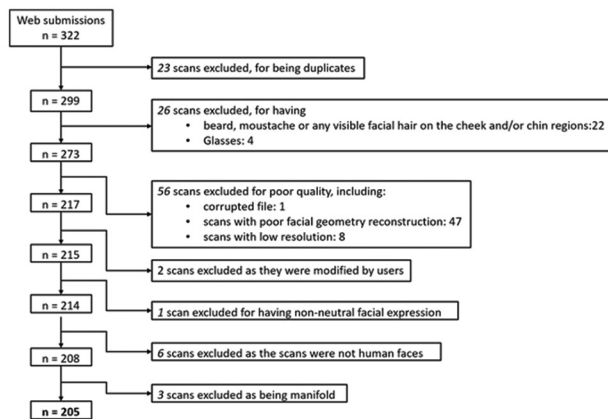 Web submissions
n = 322
23 scans excluded, for being duplicates
n = 299
26 scans excluded, for having
• beard, moustache or any visible facial hair on the cheek and/or chin regions:22
• Glasses: 4
n = 273
56 scans excluded for poor quality, including:
• corrupted file: 1
• scans with poor facial geometry reconstruction: 47
• scans with low resolution: 8
n = 217
2 scans excluded as they were modified by users
n = 215
1 scan excluded for having non-neutral facial expression
n = 214
6 scans excluded as the scans were not human faces
n = 208
3 scans excluded as being manifold
n = 205